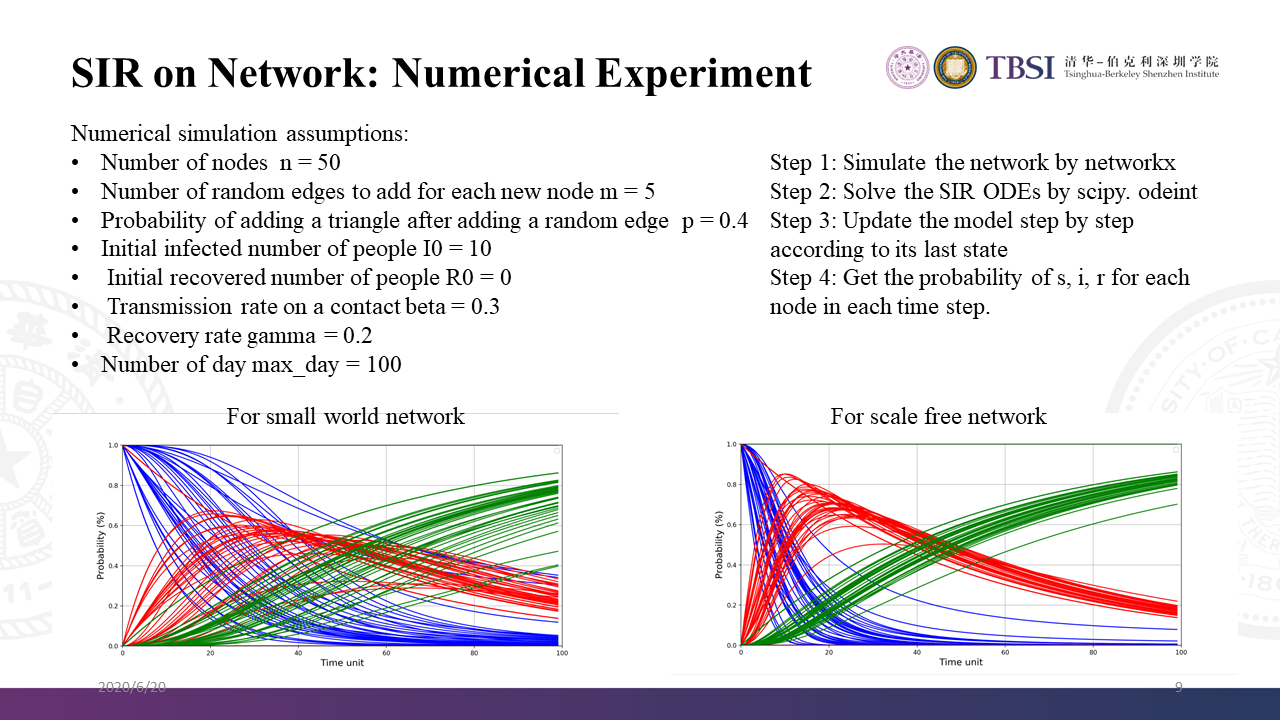 SIR on Network: Numerical Experiment
TBSI
清华-伯克利深圳学院
Tsinghua-Berkeley Shenzhen Institute
Numerical simulation assumptions:
• Number of nodes n = 50
• Number of random edges to add for each new node m = 5
• Probability of adding a triangle after adding a random edge p = 0.4
• Initial infected number of people I0 = 10
• Initial recovered number of people R0 = 0
• Transmission rate on a contact beta = 0.3
• Recovery rate gamma = 0.2
• Number of day max_day = 100
Step 1: Simulate the network by networkx
Step 2: Solve the SIR ODEs by scipy. odeint
Step 3: Update the model step by step
according to its last state
Step 4: Get the probability of s, i, r for each
node in each time step.
For small world network
1.0
0.8
0.6
0.4
0.2
0.0
Probability (%)
0 20 40 60 80 100
Time unit
For scale free network
1.0
0.8
0.6
0.4
0.2
0.0
Probability (%)
0 20 40 60 80 100
Time unit
2020/6/20
9